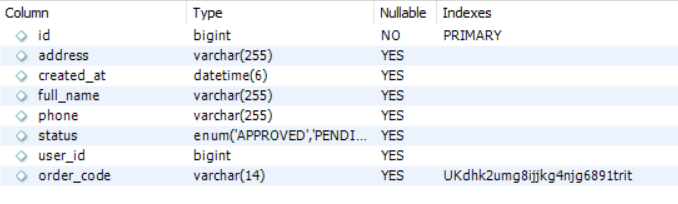 Column Type Nullable Indexes
id bigint NO PRIMARY
address varchar(255) YES
created_at datetime(6) YES
full_name varchar(255) YES
phone varchar(255) YES
status enum('APPROVED','PENDI... YES
user_id bigint YES
order_code varchar(14) YES UKdhk2umg8ijjkg4njg6891trit